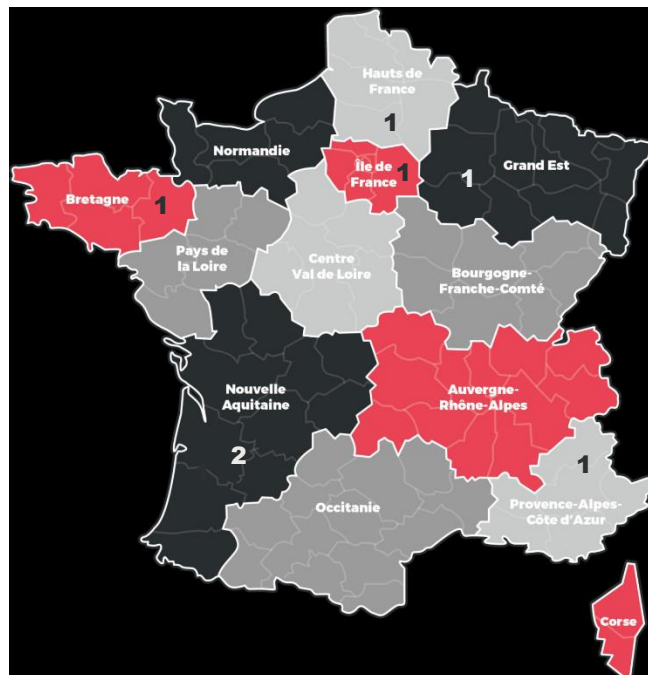 Hauts de
France
1
Normandie
Île de
France 1
Grand Est
1
Bretagne
1
Pays de
la Loire
Centre
Val de Loire
Bourgogne-
Franche-Comté
Nouvelle
Aquitaine
2
Auvergne-
Rhône-Alpes
1
Occitanie
Provence-Alpes-
Côte d'Azur
Corse